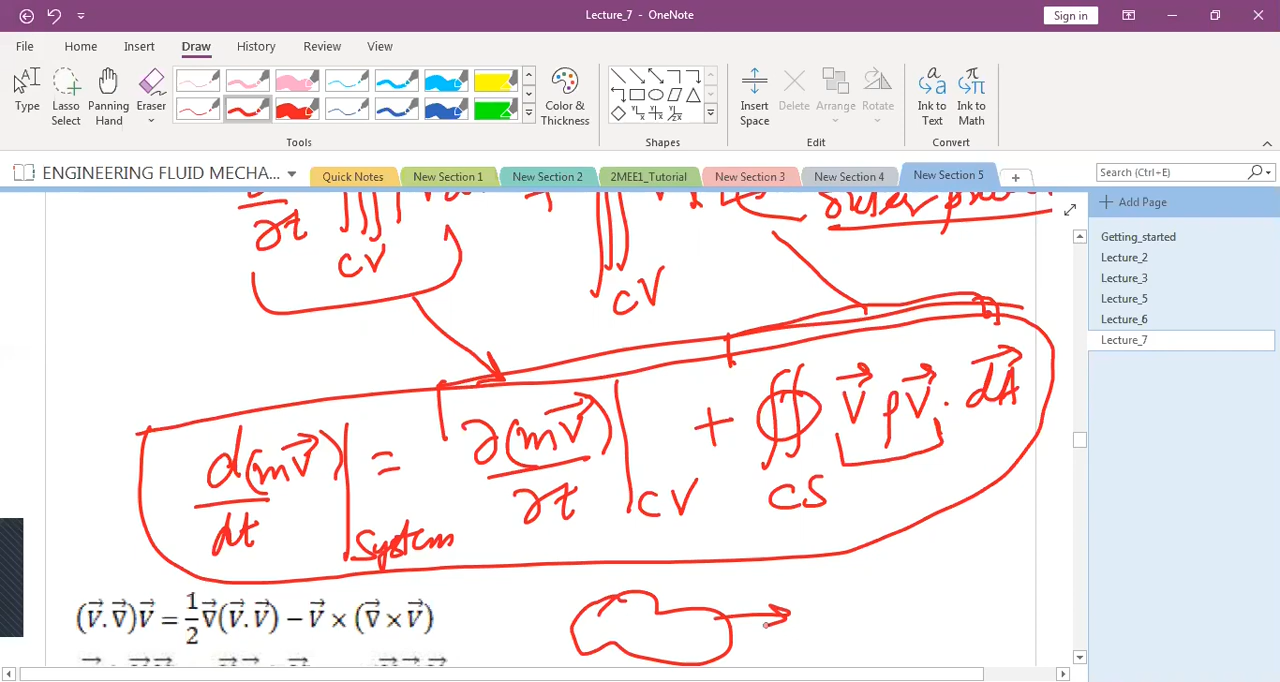 Lecture_7 - OneNote
Sign in
File Home Insert Draw History Review View
Type
Lasso Select
Panning Hand
Eraser
Color & Thickness
Insert Space
Delete
Arrange
Rotate
Ink to Text
Ink to Math
Tools
Shapes
Edit
Convert
ENGINEERING FLUID MECHA...
Quick Notes
New Section 1
New Section 2
2MEE1_Tutorial
New Section 3
New Section 4
New Section 5
Search (Ctrl+E)
Add Page
Getting_started
Lecture_2
Lecture_3
Lecture_5
Lecture_6
Lecture_7
∂t ∭
CV
CV
d(mV⃗)/dt |system = ∂(mV⃗)/∂t |CV + ∯ V⃗ ρV⃗ . dA⃗
CS
(V⃗.∇⃗)V⃗ = 1/2 ∇⃗(V⃗.V⃗) − V⃗ × (∇⃗ × V⃗)